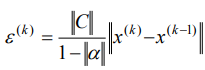 ε^(k) = ‖C‖ / (1−‖α‖) ‖x^(k) − x^(k−1)‖